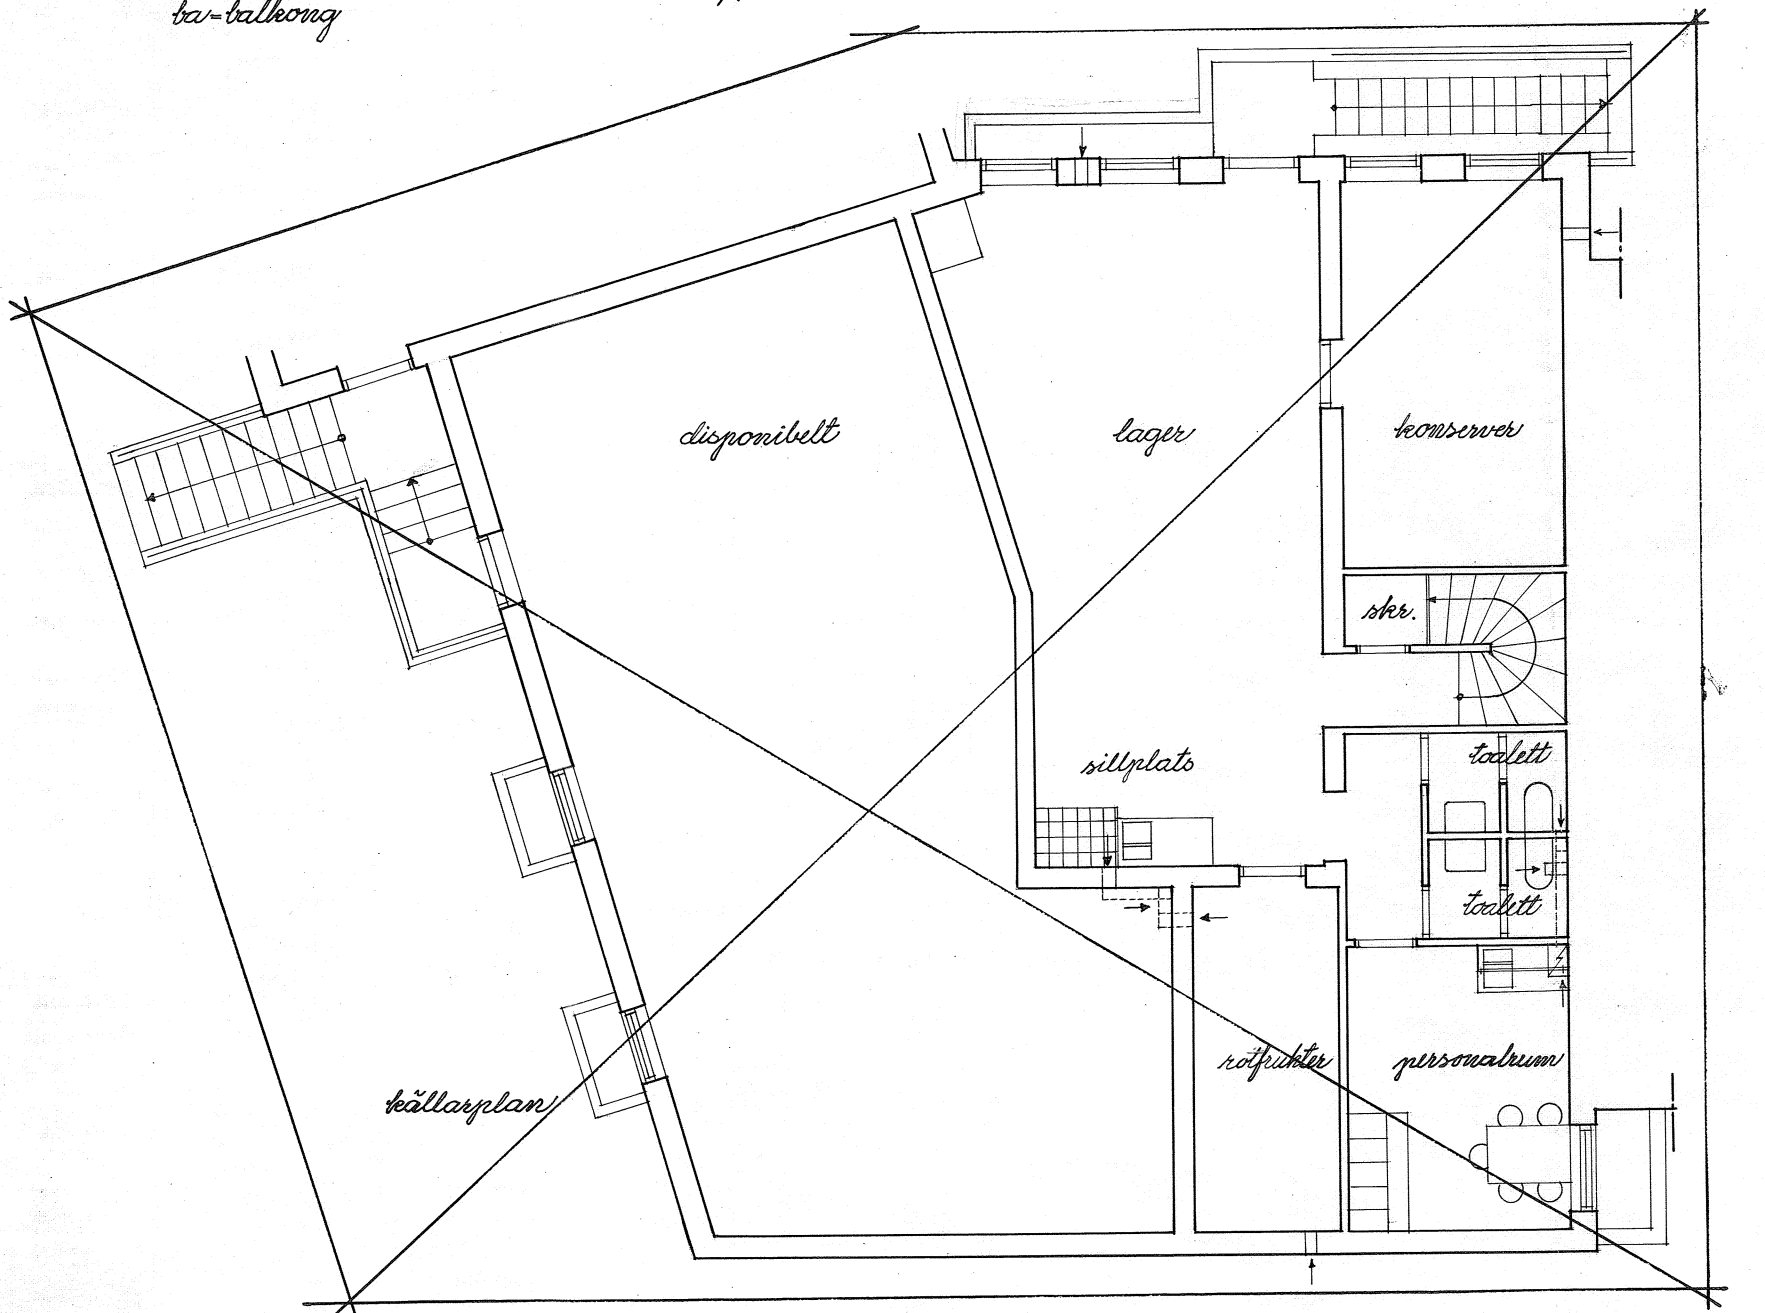 ba=balkong
disponibelt
lager
konserver
skr.
sillplats
toalett
toalett
rotfrukter
personalrum
källarplan